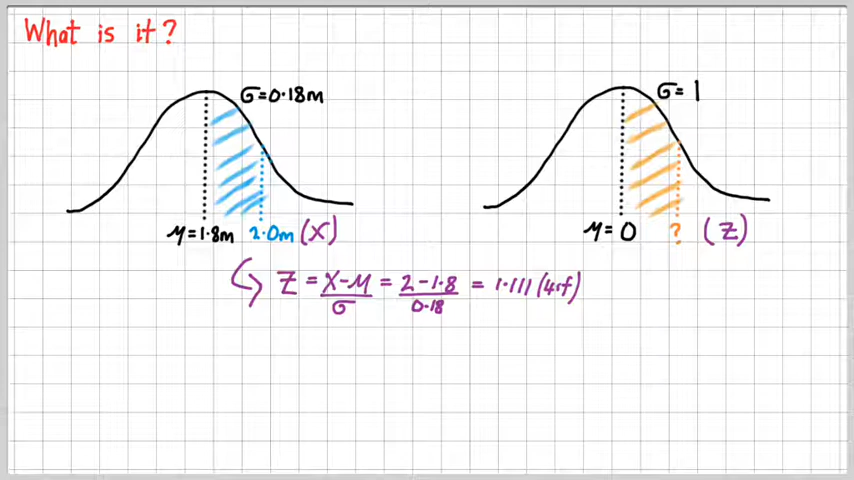 What is it?
σ=0.18m
σ=1
μ=1.8m 2.0m (X)
μ=0 ? (Z)
Z = X-μ/σ = 2-1.8/0.18 = 1.111 (4sf)